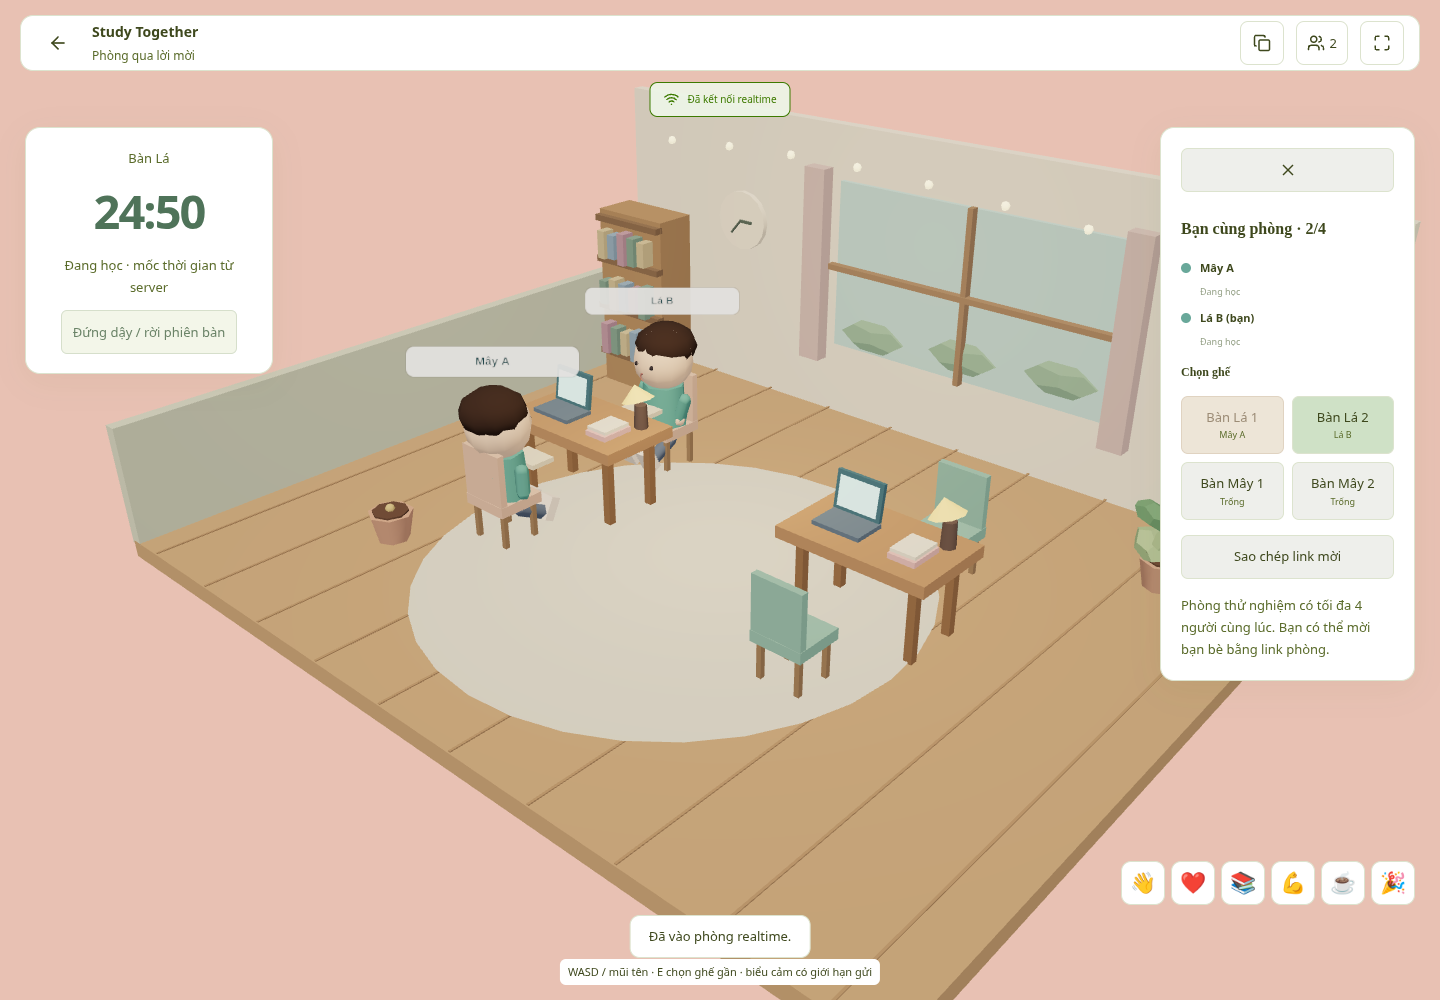 Study Together
Phòng qua lời mời
2
Đã kết nối realtime
Bàn Lá
24:50
Đang học · mốc thời gian từ
server
Đứng dậy / rời phiên bàn
Lá B
Mây A
Bạn cùng phòng · 2/4
Mây A
Đang học
Lá B (bạn)
Đang học
Chọn ghế
Bàn Lá 1
Mây A
Bàn Lá 2
Lá B
Bàn Mây 1
Trống
Bàn Mây 2
Trống
Sao chép link mời
Phòng thử nghiệm có tối đa 4
người cùng lúc. Bạn có thể mời
bạn bè bằng link phòng.
Đã vào phòng realtime.
WASD / mũi tên · E chọn ghế gần · biểu cảm có giới hạn gửi